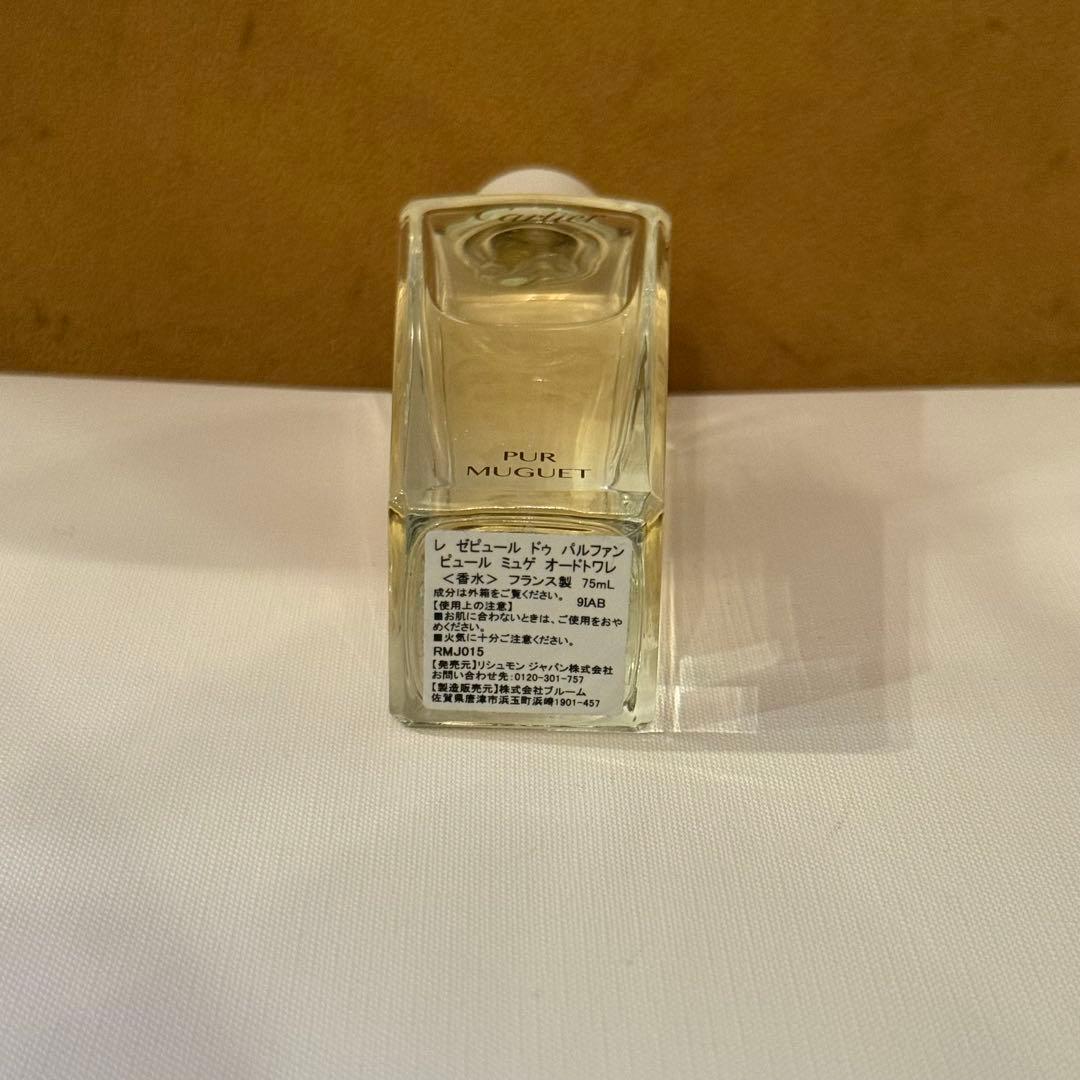 Cartier
PUR
MUGUET
レ ゼピュール ドゥ パルファン
ピュール ミュゲ オードトワレ
＜香水＞ フランス製 75mL
成分は外箱をご覧ください。 9IAB
【使用上の注意】
■お肌に合わないときは、ご使用をおや
めください。
■火気に十分ご注意ください。
RMJ015
【発売元】リシュモン ジャパン株式会社
お問い合わせ先:0120-301-757
【製造販売元】株式会社ブルーム
佐賀県唐津市浜玉町浜崎1901-457